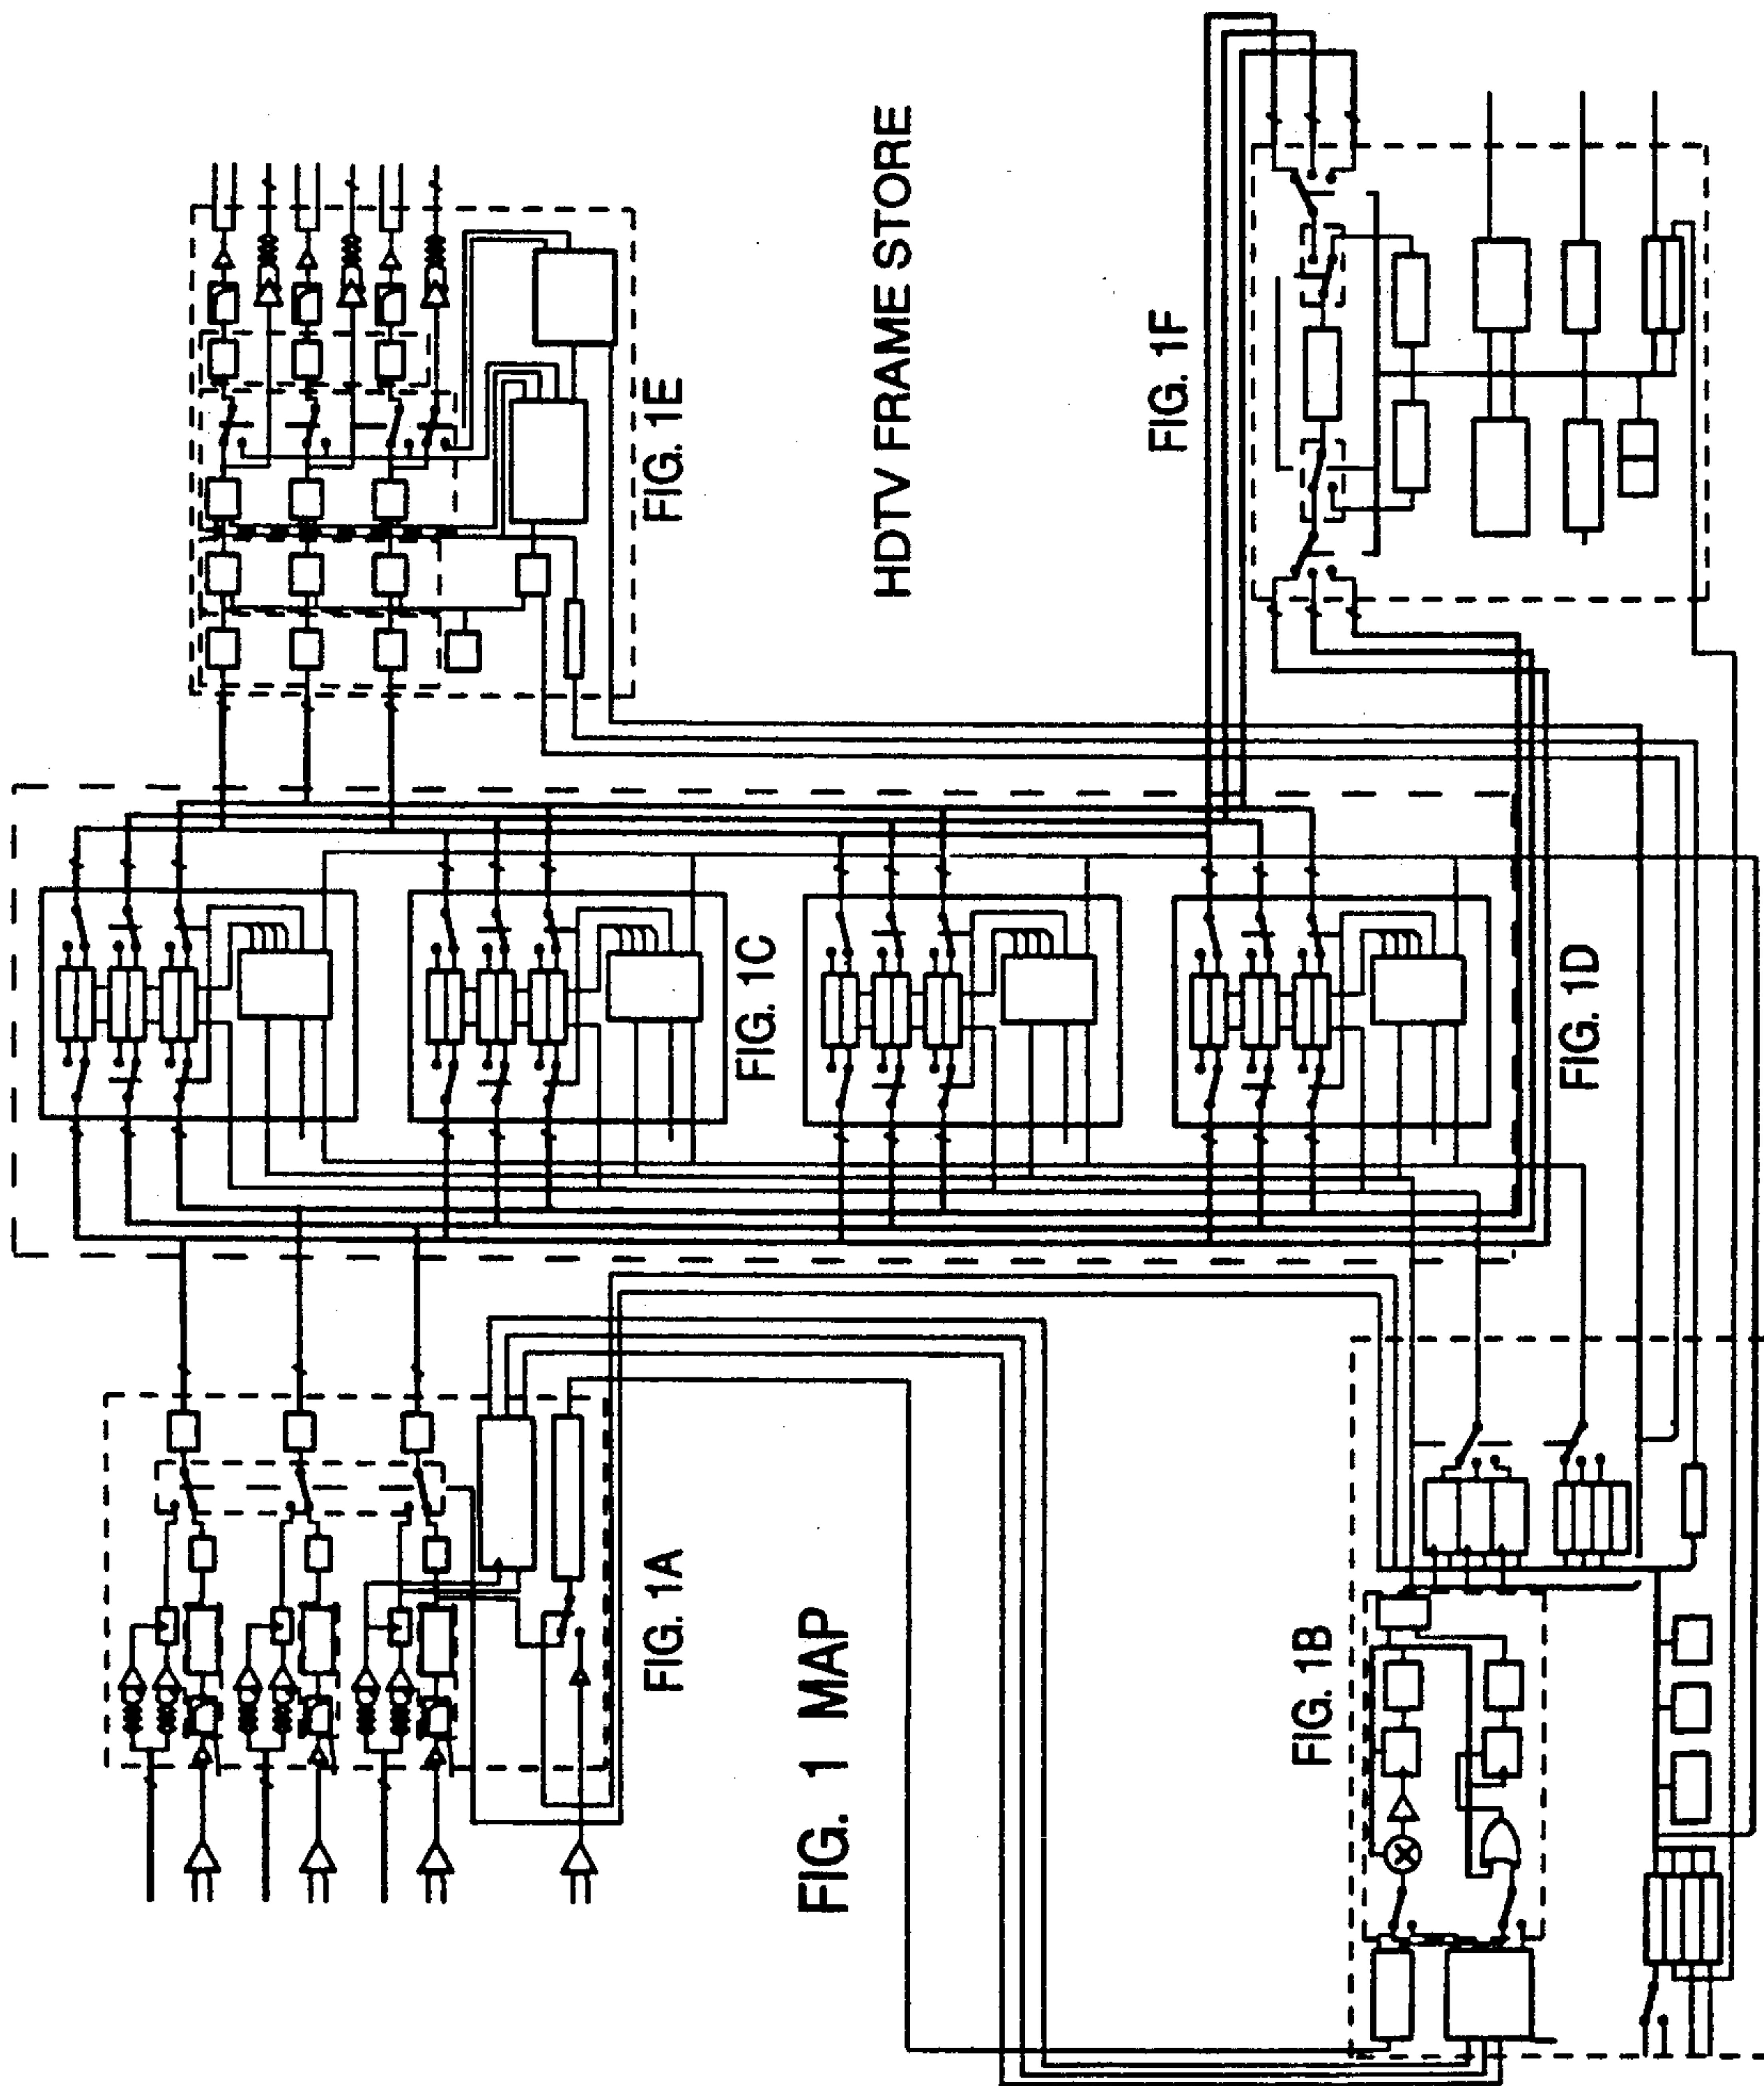 HDTV FRAME STORE
FIG. 1E
FIG. 1F
FIG. 1C
FIG. 1D
FIG. 1A
FIG. 1 MAP
FIG. 1B